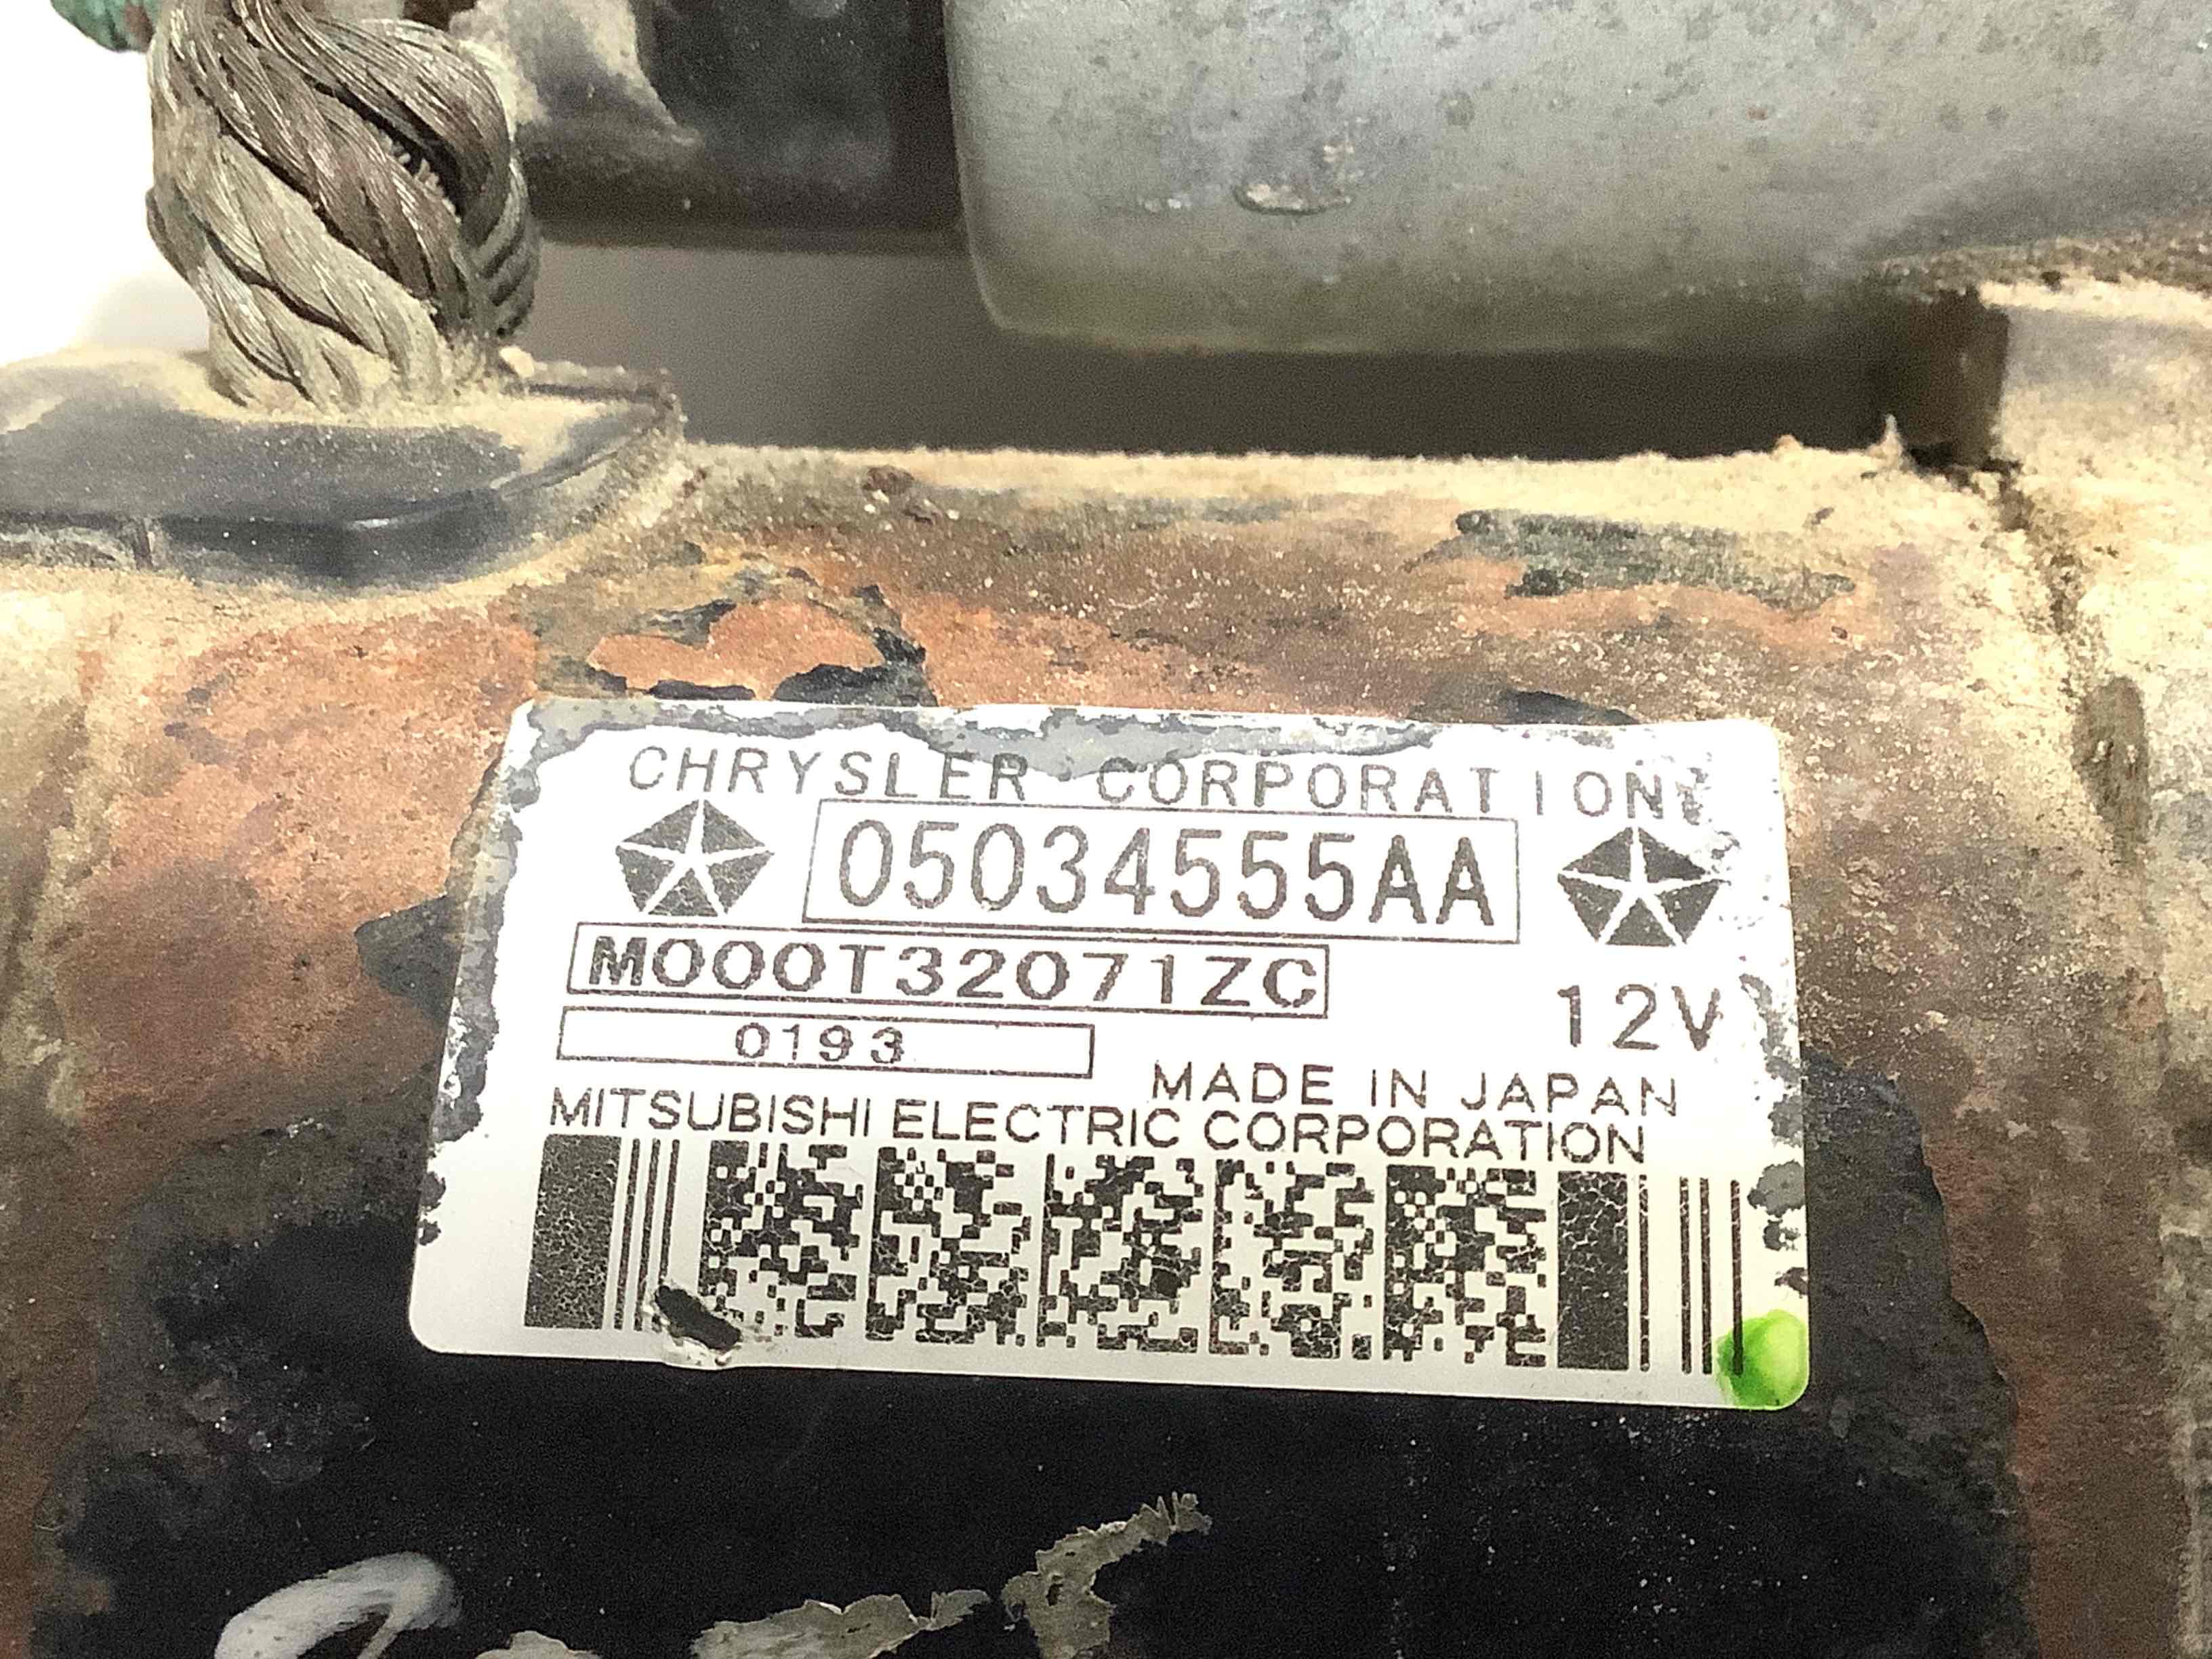 CHRYSLER CORPORATION
05034555AA
M000T32071ZC
12V
0193
MADE IN JAPAN
MITSUBISHI ELECTRIC CORPORATION